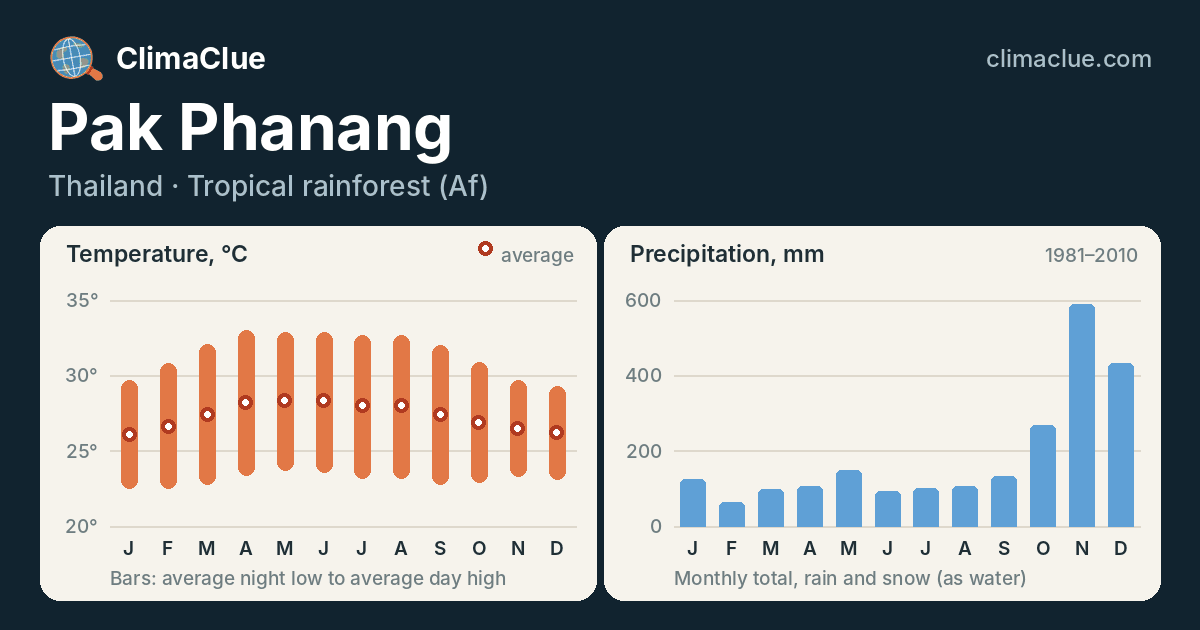 ClimaClue
climaclue.com
Pak Phanang
Thailand · Tropical rainforest (Af)
Temperature, °C
average
35°
30°
25°
20°
J F M A M J J A S O N D
Bars: average night low to average day high
Precipitation, mm
1981–2010
600
400
200
0
J F M A M J J A S O N D
Monthly total, rain and snow (as water)